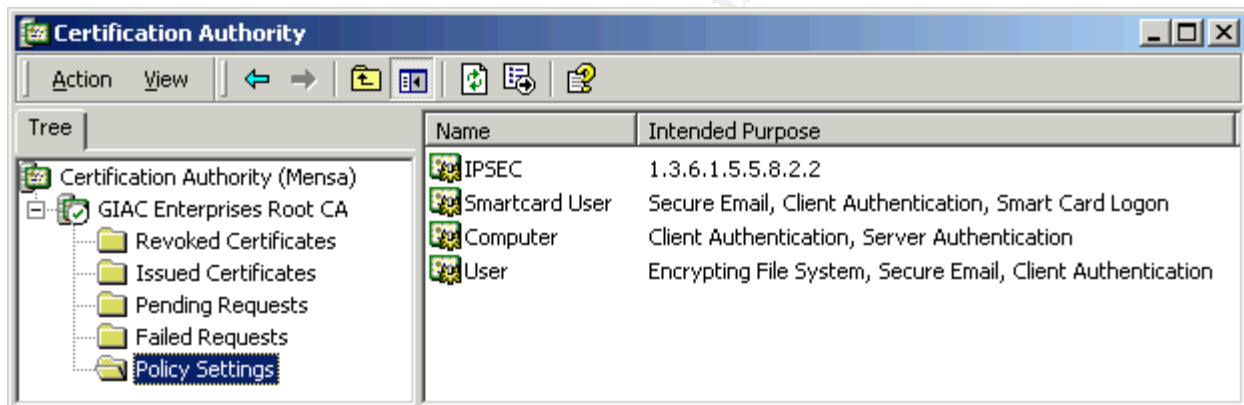 Certification Authority
Action View
Tree
Name Intended Purpose
Certification Authority (Mensa)
GIAC Enterprises Root CA
Revoked Certificates
Issued Certificates
Pending Requests
Failed Requests
Policy Settings
IPSEC 1.3.6.1.5.5.8.2.2
Smartcard User Secure Email, Client Authentication, Smart Card Logon
Computer Client Authentication, Server Authentication
User Encrypting File System, Secure Email, Client Authentication